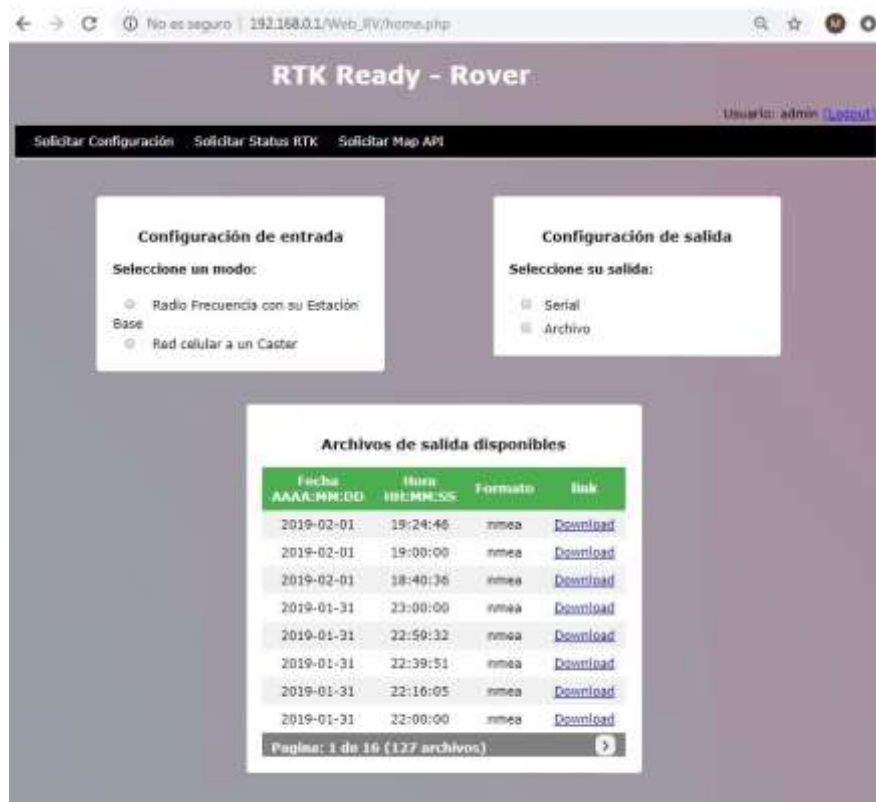 No es seguro | 192.168.0.1/Web_RV/home.php
RTK Ready - Rover
Usuario: admin (Logout)
Solicitar Configuración Solicitar Status RTK Solicitar Map API
Configuración de entrada
Seleccione un modo:
Radio Frecuencia con su Estación
Base
Red celular a un Caster
Configuración de salida
Seleccione su salida:
Serial
Archivo
Archivos de salida disponibles
Fecha AAAA:MM:DD Hora HH:MM:SS Formato link
2019-02-01 19:24:46 nmea Download
2019-02-01 19:00:00 nmea Download
2019-02-01 18:40:36 nmea Download
2019-01-31 23:00:00 nmea Download
2019-01-31 22:59:32 nmea Download
2019-01-31 22:39:51 nmea Download
2019-01-31 22:16:05 nmea Download
2019-01-31 22:00:00 nmea Download
Pagina: 1 de 16 (127 archivos)